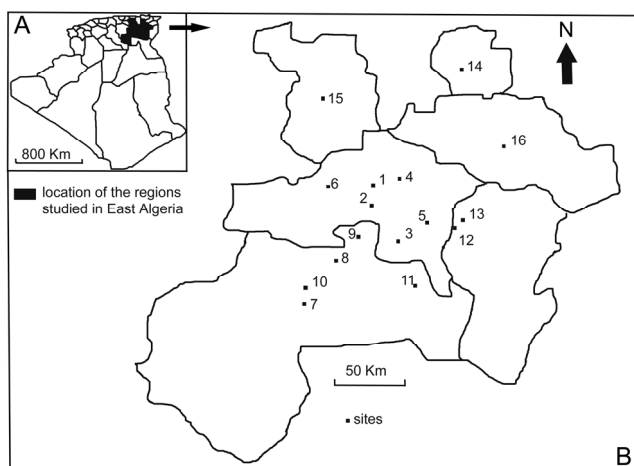 A
N
800 Km
location of the regions
studied in East Algeria
14
15
16
6
1
4
2
5
13
12
9
3
8
10
11
7
50 Km
sites
B